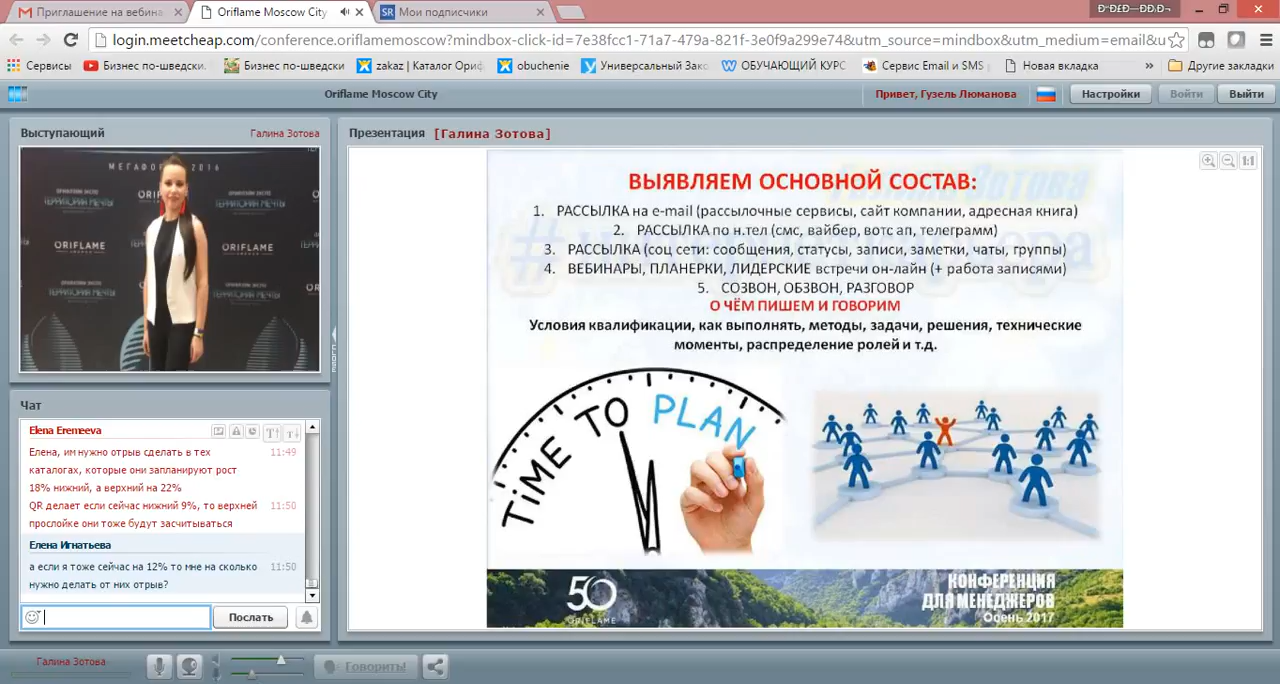 Приглашение на вебина
Oriflame Moscow City
SR Мои подписчики
login.meetcheap.com/conference.oriflamemoscow?mindbox-click-id=7e38fcc1-71a7-479a-821f-3e0f9a299e74&utm_source=mindbox&utm_medium=email&u
Сервисы
Бизнес по-шведски.
Бизнес по-шведски
zakaz | Каталог Ориф
obuchenie
Универсальный Зако
ОБУЧАЮЩИЙ КУРС
Сервис Email и SMS
Новая вкладка
»
Другие закладки
Oriflame Moscow City
Привет, Гузель Люманова
Настройки
Войти
Выйти
Выступающий
Галина Зотова
МЕГАФО 2016
ТЕРРИТОРИЯ МЕЧТЫ
ORIFLAME
Презентация [Галина Зотова]
1:1
ВЫЯВЛЯЕМ ОСНОВНОЙ СОСТАВ:
1. РАССЫЛКА на e-mail (рассылочные сервисы, сайт компании, адресная книга)
2. РАССЫЛКА по н.тел (смс, вайбер, вотс ап, телеграмм)
3. РАССЫЛКА (соц сети: сообщения, статусы, записи, заметки, чаты, группы)
4. ВЕБИНАРЫ, ПЛАНЕРКИ, ЛИДЕРСКИЕ встречи он-лайн (+ работа записями)
5. СОЗВОН, ОБЗВОН, РАЗГОВОР
О ЧЁМ ПИШЕМ И ГОВОРИМ
Условия квалификации, как выполнять, методы, задачи, решения, технические
моменты, распределение ролей и т.д.
TIME TO PLAN
50
ORIFLAME
КОНФЕРЕНЦИЯ
ДЛЯ МЕНЕДЖЕРОВ
Осень 2017
Чат
Elena Eremeeva
Елена, им нужно отрыв сделать в тех 11:49
каталогах, которые они запланируют рост
18% нижний, а верхний на 22%
QR делает если сейчас нижний 9%, то верхней 11:50
прослойке они тоже будут засчитываться
Елена Игнатьева
а если я тоже сейчас на 12% то мне на сколько 11:50
нужно делать от них отрыв?
Послать
Галина Зотова
Говорить!